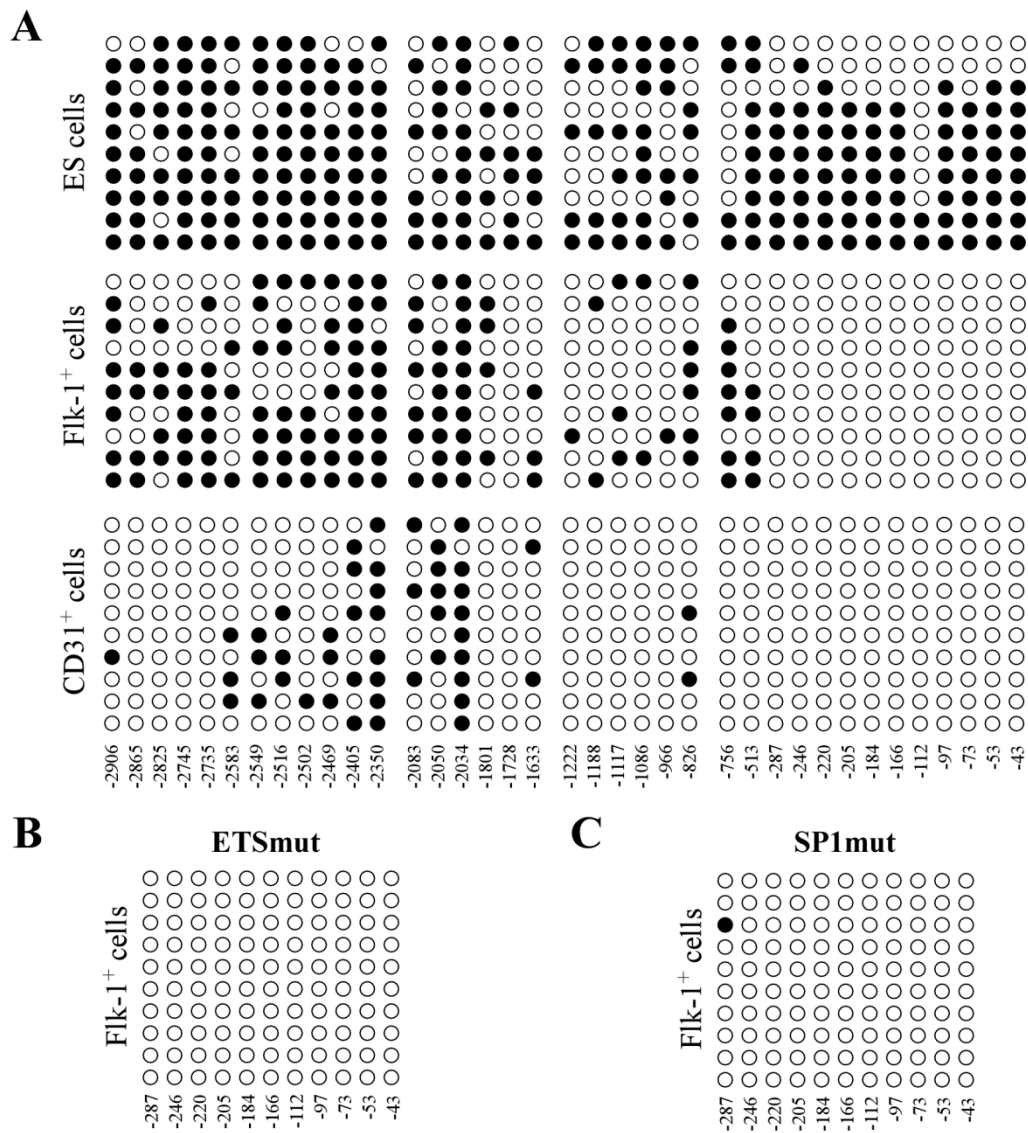 A
ES cells
Flk-1⁺ cells
CD31⁺ cells
-2906 -2865 -2825 -2745 -2735 -2583 -2549 -2516 -2502 -2469 -2405 -2350 -2083 -2050 -2034 -1801 -1728 -1633 -1222 -1188 -1117 -1086 -966 -826 -756 -513 -287 -246 -220 -205 -184 -166 -112 -97 -73 -53 -43
B
ETSmut
Flk-1⁺ cells
-287 -246 -220 -205 -184 -166 -112 -97 -73 -53 -43
C
SP1mut
Flk-1⁺ cells
-287 -246 -220 -205 -184 -166 -112 -97 -73 -53 -43